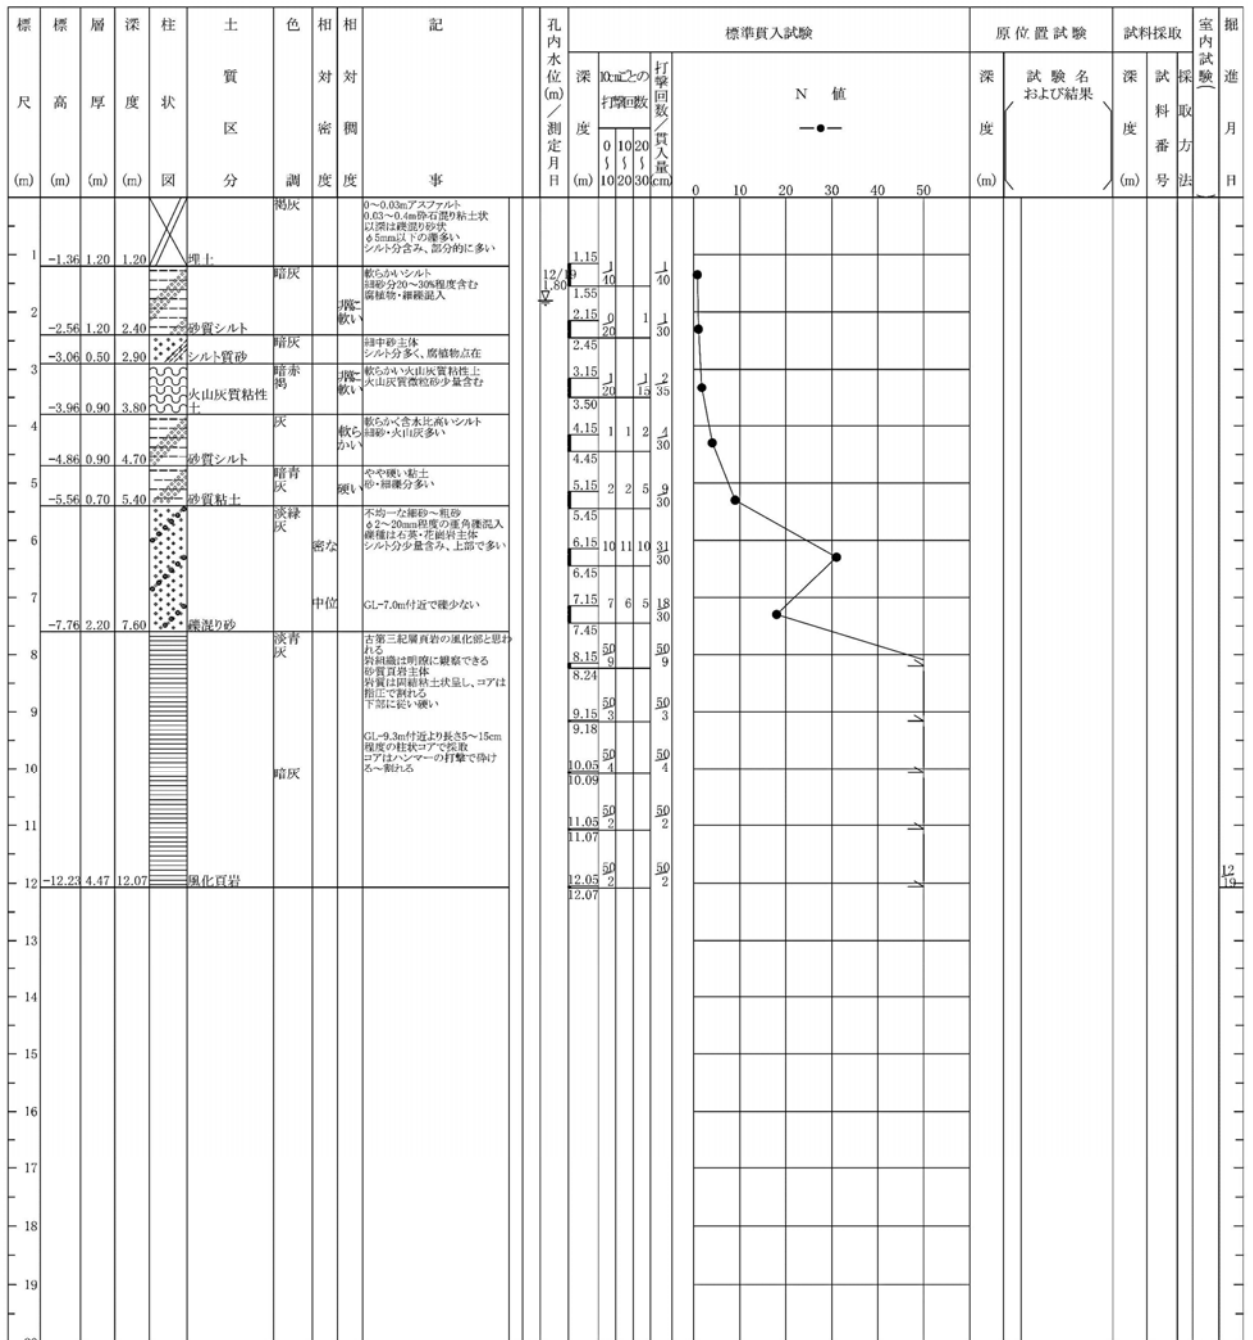 標尺(m)
標高(m)
層厚(m)
深度(m)
柱状図
土質区分
色調
相対密度
相対稠度
記事
孔内水位(m)/測定月日
標準貫入試験
深度(m)
10cmごとの打撃回数
0〜10
10〜20
20〜30
打撃回数/貫入量(cm)
N 値
0 10 20 30 40 50
原位置試験
深度(m)
試験名および結果
試料採取
深度(m)
試料番号
採取方法
室内試験
掘進月日
褐灰
0〜0.03mアスファルト
0.03〜0.4m砕石混り粘土状
以深は礫混り砂状
φ5mm以下の礫多い
シルト分含み、部分的に多い
1 -1.36 1.20 1.20 埋土
1.15 1/10 1/40
暗灰
軟らかいシルト
細砂分20〜30%程度含む
腐植物・細礫混入
12/19
1.80
1.55
非常に軟い
2 -2.56 1.20 2.40 砂質シルト
2.15 0/20 1 1/30
2.45
暗灰
細中砂主体
シルト分多く、腐植物点在
-3.06 0.50 2.90 シルト質砂
3
暗赤褐
非常に軟い
軟らかい火山灰質粘性土
火山灰質微粒砂少量含む
3.15 1/20 1/15 2/35
3.50
-3.96 0.90 3.80 火山灰質粘性土
4
灰
軟らかい
軟らかく含水比高いシルト
細砂・火山灰多い
4.15 1 1 2 4/30
4.45
-4.86 0.90 4.70 砂質シルト
5
暗青灰
硬い
やや硬い粘土
砂・細礫分多い
5.15 2 2 5 9/30
5.45
-5.56 0.70 5.40 砂質粘土
6
淡緑灰
密な
不均一な細砂〜粗砂
φ2〜20mm程度の亜角礫混入
礫種は石英・花崗岩主体
シルト分少量含み、上部で多い
6.15 10 11 10 31/30
6.45
7
中位
GL-7.0m付近で礫少ない
7.15 7 6 5 18/30
7.45
-7.76 2.20 7.60 礫混り砂
8
淡青灰
古第三紀層頁岩の風化部と思われる
岩組織は明瞭に観察できる
砂質頁岩主体
岩質は固結粘土状呈し、コアは
指圧で割れる
下部に従い硬い
8.15 50/9 50/9
8.24
9
9.15 50/3 50/3
9.18
GL-9.3m付近より長さ5〜15cm
程度の柱状コアで採取
コアはハンマーの打撃で砕け
る〜割れる
10
暗灰
10.05 50/4 50/4
10.09
11
11.05 50/2 50/2
11.07
12 -12.23 4.47 12.07 風化頁岩
12.05 50/2 50/2
12.07
12/19
13
14
15
16
17
18
19